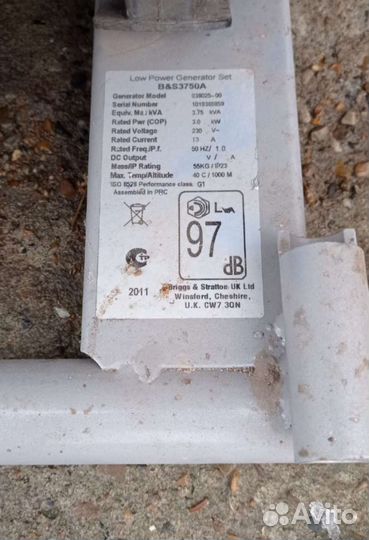 Low Power Generator Set
B&S3750A
Generator Model 030025-00
Serial Number 1019365859
Equiv. Max kVA 3.75 kVA
Rated Pwr (COP) 3.0 kW
Rated Voltage 230 V~
Rated Current 13 A
Rated Freq/P.f. 50 HZ/ 1.0
DC Output V / A
Mass/IP Rating 55KG / IP23
Max. Temp/Altitude 40 C / 1000 M
ISO 8528 Performance class G1
Assembled in PRC
LWA
97
dB
2011
Briggs & Stratton UK Ltd
Winsford, Cheshire,
U.K. CW7 3QN
Avito